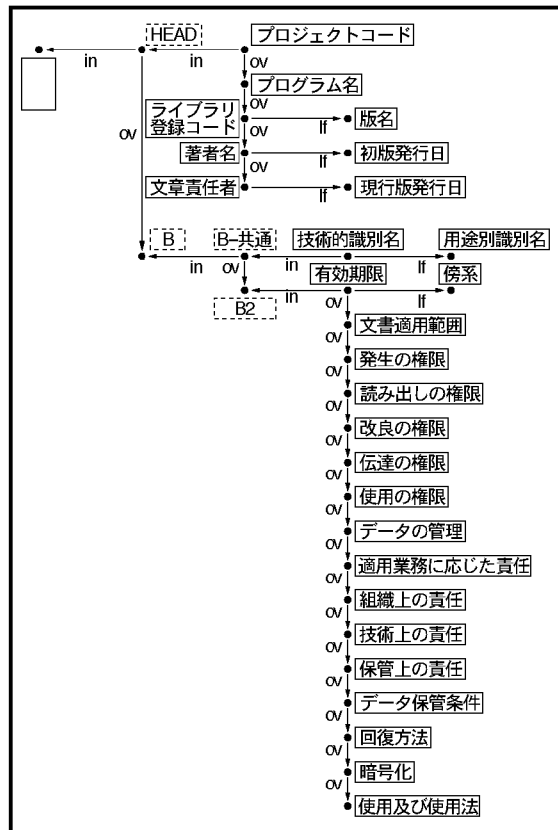 HEAD
プロジェクトコード
in
in
ov
プログラム名
ov
ライブラリ
登録コード
lf
版名
ov
ov
著者名
lf
初版発行日
ov
文章責任者
lf
現行版発行日
B
B-共通
技術的識別名
用途別識別名
in
ov
in
lf
有効期限
傍系
in
ov
lf
B2
文書適用範囲
ov
発生の権限
ov
読み出しの権限
ov
改良の権限
ov
伝達の権限
ov
使用の権限
ov
データの管理
ov
適用業務に応じた責任
ov
組織上の責任
ov
技術上の責任
ov
保管上の責任
ov
データ保管条件
ov
回復方法
ov
暗号化
ov
使用及び使用法